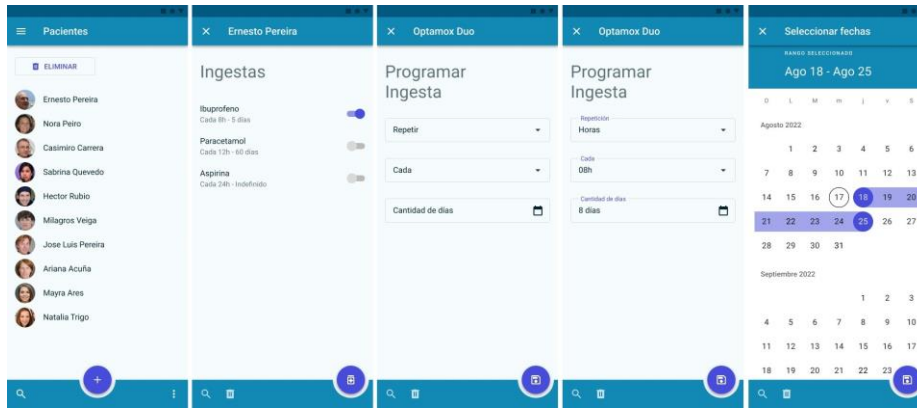 Pacientes
ELIMINAR
Ernesto Pereira
Nora Peiro
Casimiro Carrera
Sabrina Quevedo
Hector Rubio
Milagros Veiga
Jose Luis Pereira
Ariana Acuña
Mayra Ares
Natalia Trigo
Ernesto Pereira
Ingestas
Ibuprofeno
Cada 8h - 5 días
Paracetamol
Cada 12h - 60 días
Aspirina
Cada 24h - Indefinido
Optamox Duo
Programar
Ingesta
Repetir
Cada
Cantidad de días
Optamox Duo
Programar
Ingesta
Repetición
Horas
Cada
08h
Cantidad de días
8 días
Seleccionar fechas
RANGO SELECCIONADO
Ago 18 - Ago 25
D L M m j v S
Agosto 2022
1 2 3 4 5 6
7 8 9 10 11 12 13
14 15 16 17 18 19 20
21 22 23 24 25 26 27
28 29 30 31
Septiembre 2022
1 2 3
4 5 6 7 8 9 10
11 12 13 14 15 16 17
18 19 20 21 22 23